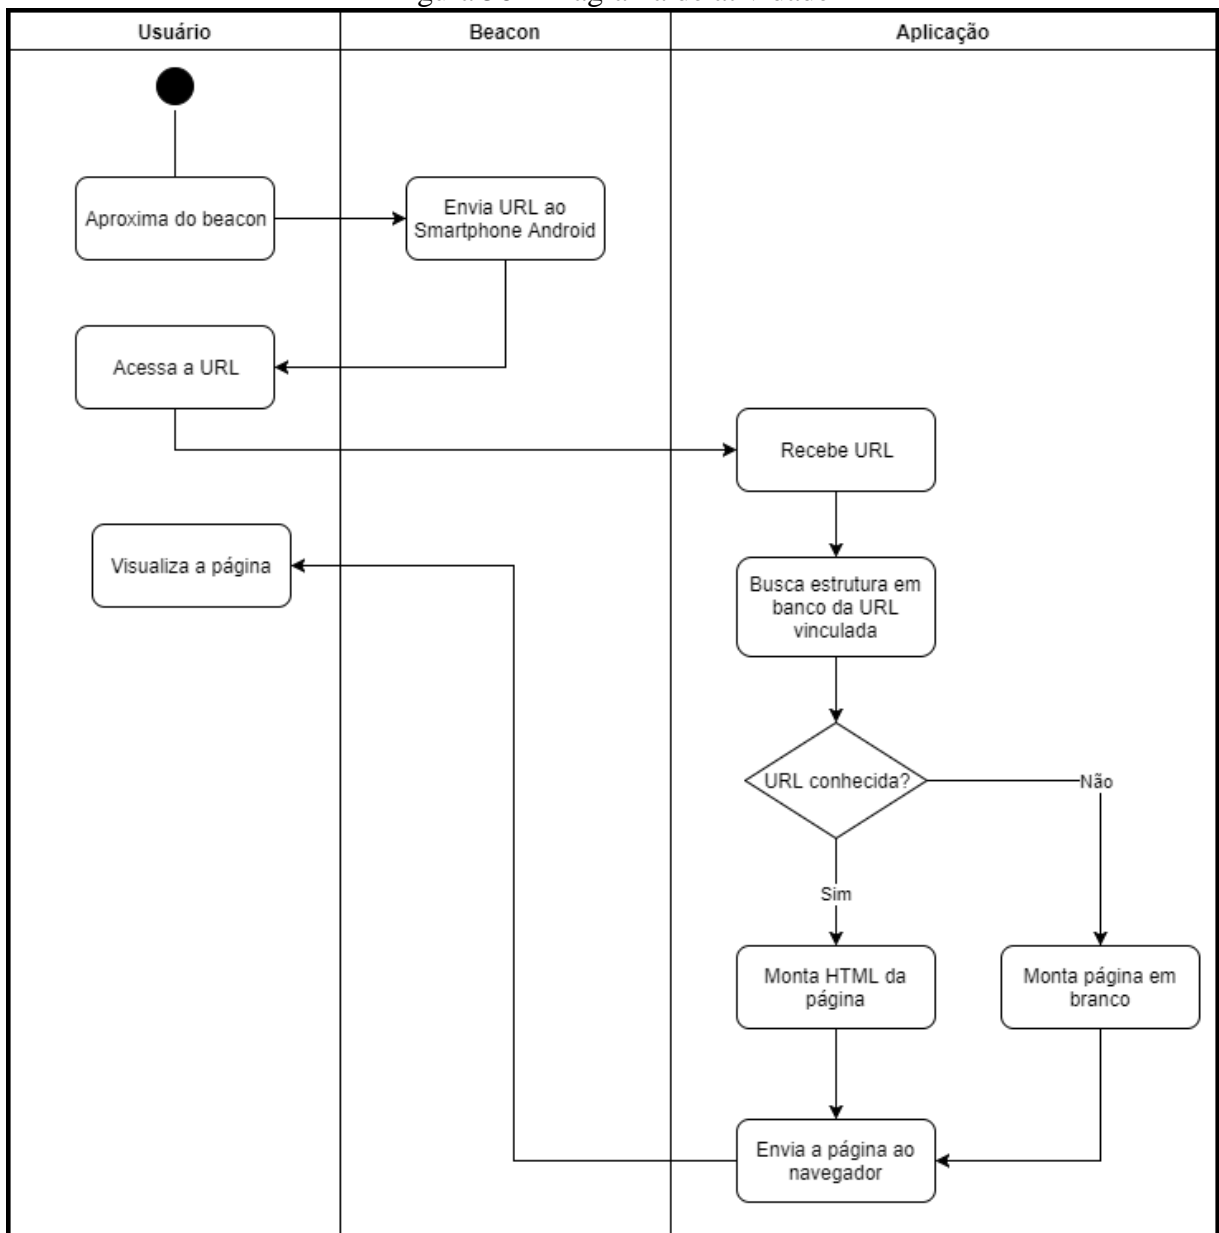 Usuário
Beacon
Aplicação
Aproxima do beacon
Envia URL ao
Smartphone Android
Acessa a URL
Recebe URL
Visualiza a página
Busca estrutura em
banco da URL
vinculada
URL conhecida?
Não
Sim
Monta HTML da
página
Monta página em
branco
Envia a página ao
navegador